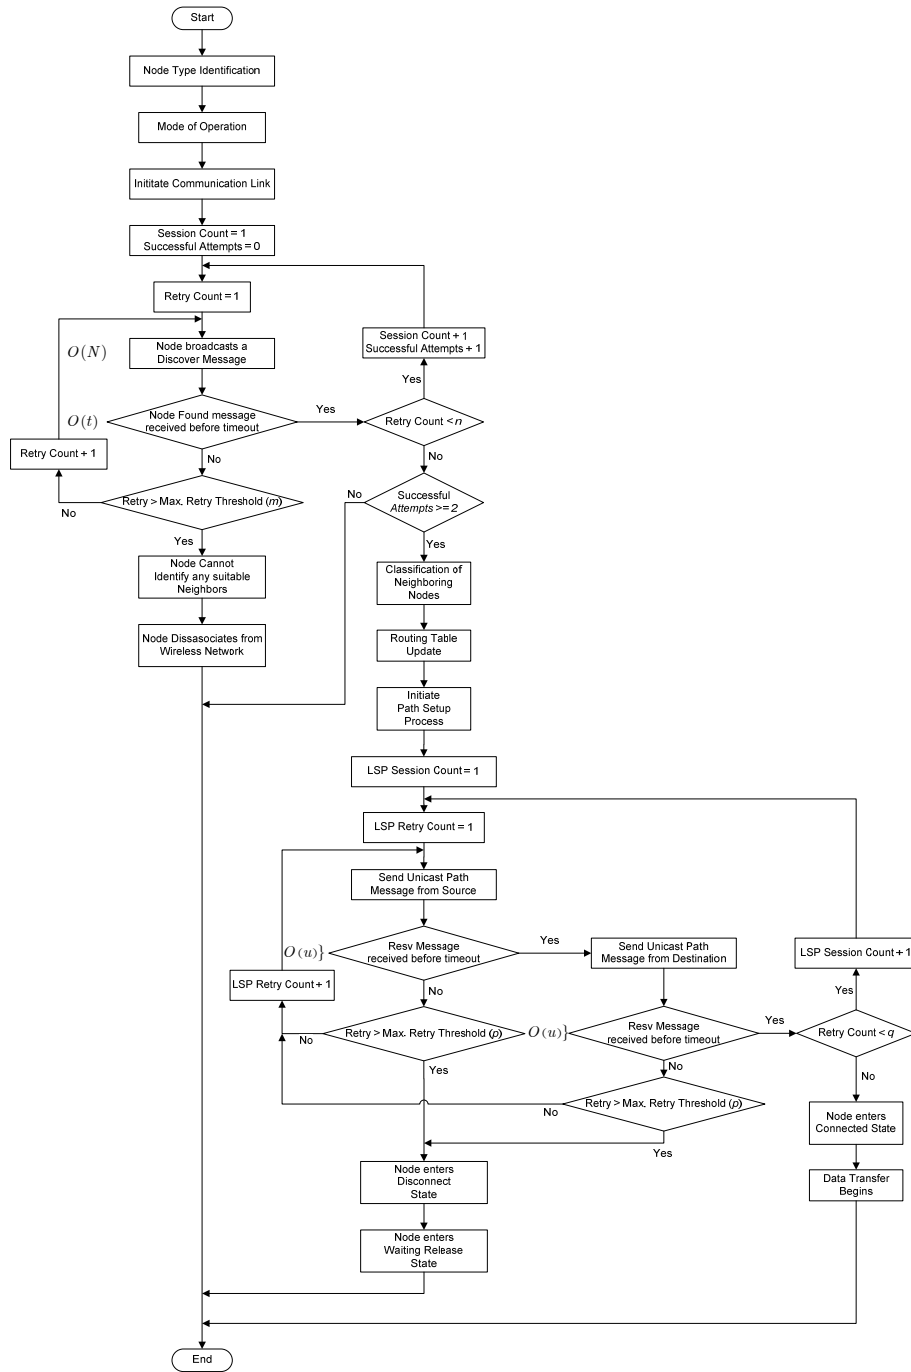 Start
Node Type Identification
Mode of Operation
Inititate Communication Link
Session Count = 1
Successful Attempts = 0
Retry Count = 1
Session Count + 1
Successful Attempts + 1
Node broadcasts a
Discover Message
O(N)
Yes
O(t)
Node Found message
received before timeout
Yes
Retry Count < n
Retry Count + 1
No
No
Retry > Max. Retry Threshold (m)
No
No
Successful
Attempts >= 2
Yes
Yes
Node Cannot
Identify any suitable
Neighbors
Classification of
Neighboring
Nodes
Node Dissasociates from
Wireless Network
Routing Table
Update
Initiate
Path Setup
Process
LSP Session Count = 1
LSP Retry Count = 1
Send Unicast Path
Message from Source
O(u)}
Resv Message
received before timeout
Yes
Send Unicast Path
Message from Destination
LSP Session Count + 1
LSP Retry Count + 1
No
Yes
Retry > Max. Retry Threshold (p)
No
O(u)}
Resv Message
received before timeout
Yes
Retry Count < q
Yes
No
No
Retry > Max. Retry Threshold (p)
No
Yes
Node enters
Connected State
Node enters
Disconnect
State
Data Transfer
Begins
Node enters
Waiting Release
State
End